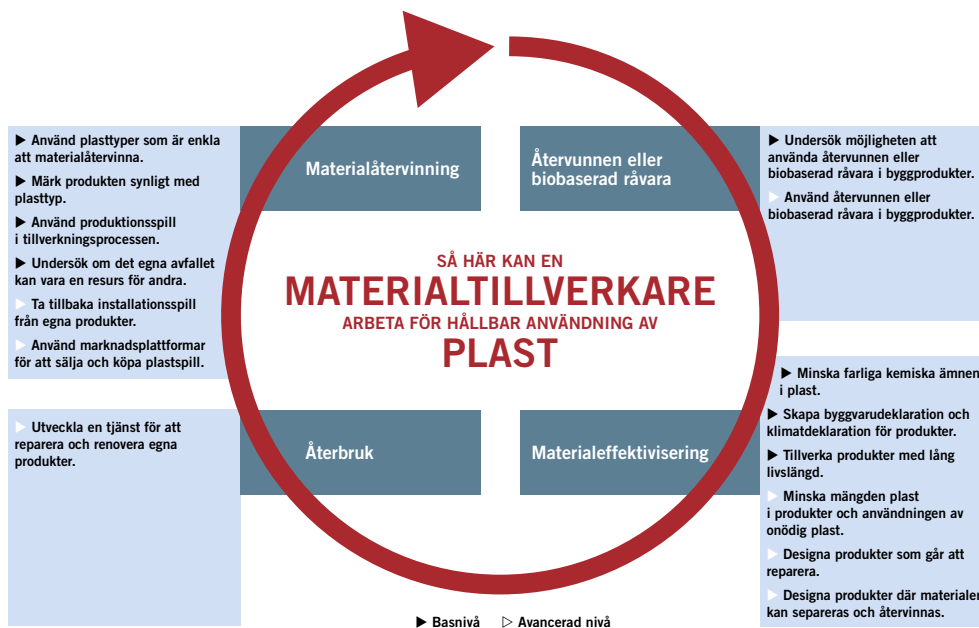 ▶ Använd plasttyper som är enkla
att materialåtervinna.
▶ Märk produkten synligt med
plasttyp.
▶ Använd produktionsspill
i tillverkningsprocessen.
▶ Undersök om det egna avfallet
kan vara en resurs för andra.
▷ Ta tillbaka installationsspill
från egna produkter.
▷ Använd marknadsplattformar
för att sälja och köpa plastspill.
Materialåtervinning
Återvunnen eller
biobaserad råvara
▶ Undersök möjligheten att
använda återvunnen eller
biobaserad råvara i byggprodukter.
▷ Använd återvunnen eller
biobaserad råvara i byggprodukter.
SÅ HÄR KAN EN
MATERIALTILLVERKARE
ARBETA FÖR HÅLLBAR ANVÄNDNING AV
PLAST
▷ Utveckla en tjänst för att
reparera och renovera egna
produkter.
Återbruk
Materialeffektivisering
▶ Minska farliga kemiska ämnen
i plast.
▶ Skapa byggvarudeklaration och
klimatdeklaration för produkter.
▶ Tillverka produkter med lång
livslängd.
▷ Minska mängden plast
i produkter och användningen av
onödig plast.
▷ Designa produkter som går att
reparera.
▷ Designa produkter där materialen
kan separeras och återvinnas.
▶ Basnivå ▷ Avancerad nivå